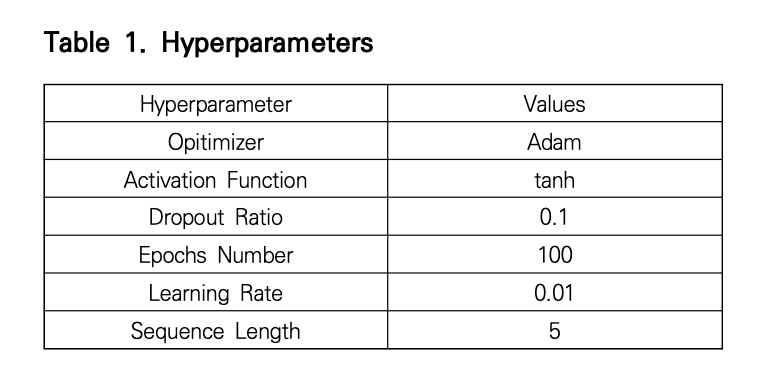 Table 1. Hyperparameters
Hyperparameter Values
Opitimizer Adam
Activation Function tanh
Dropout Ratio 0.1
Epochs Number 100
Learning Rate 0.01
Sequence Length 5